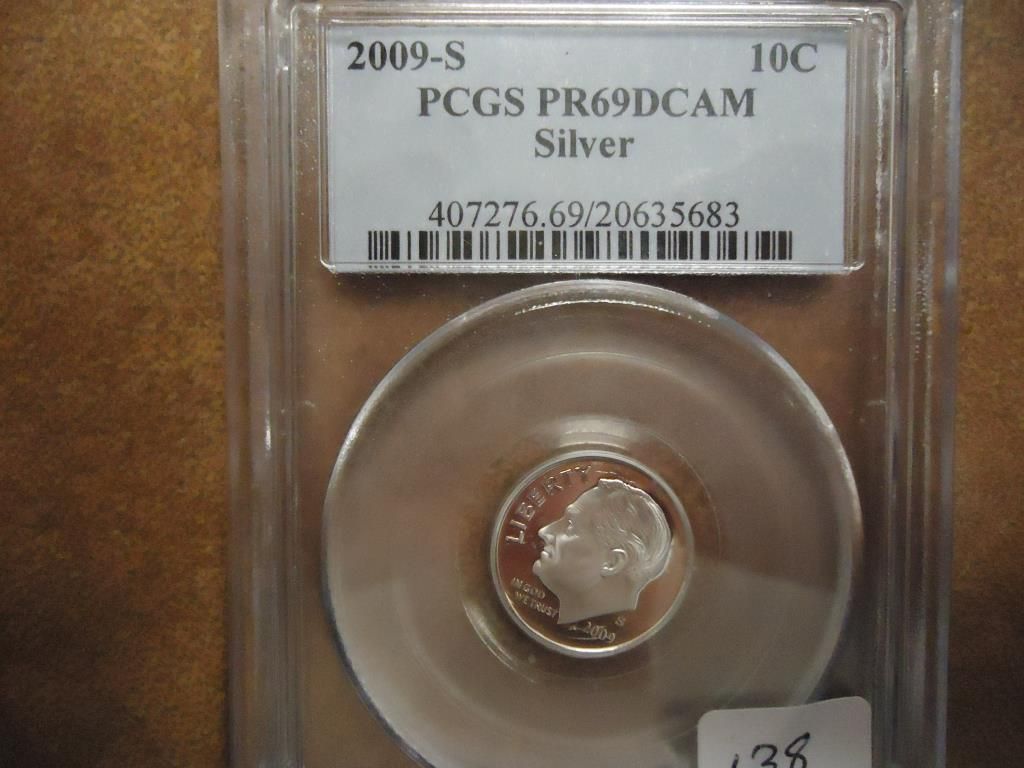 2009-S 10C
PCGS PR69DCAM
Silver
407276.69/20635683
LIBERTY
IN GOD
WE TRUST
S
2009
138